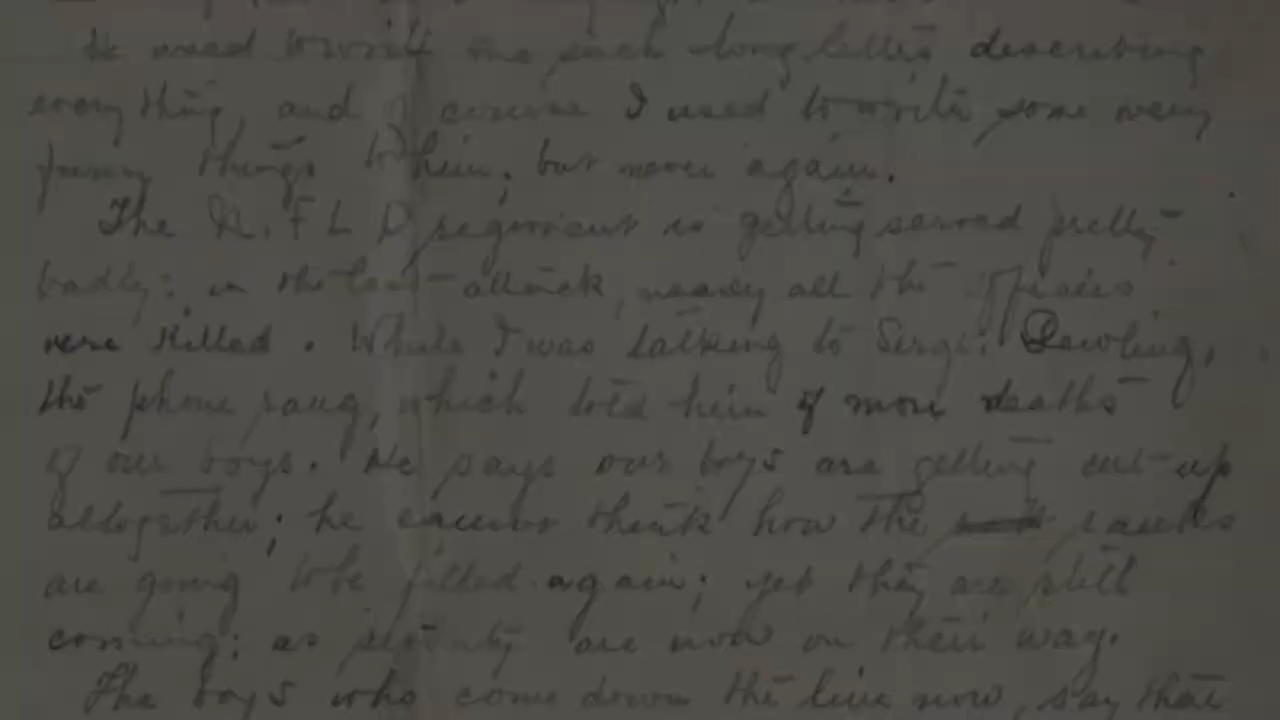 He used to write me such long letters describing
every thing, and of course I used to write some very
funny things to him, but never again.
The R. F L D regiment is getting served pretty
badly: in the last attack, nearly all the officers
were killed. While I was talking to Sergt. Dowling,
the phone rang, which told him of more deaths
of our boys. He says our boys are getting cut up
altogether; he cannot think how the ranks
are going to be filled again; yet they are still
coming: as plenty are now on their way.
The boys who come down the line now, say that